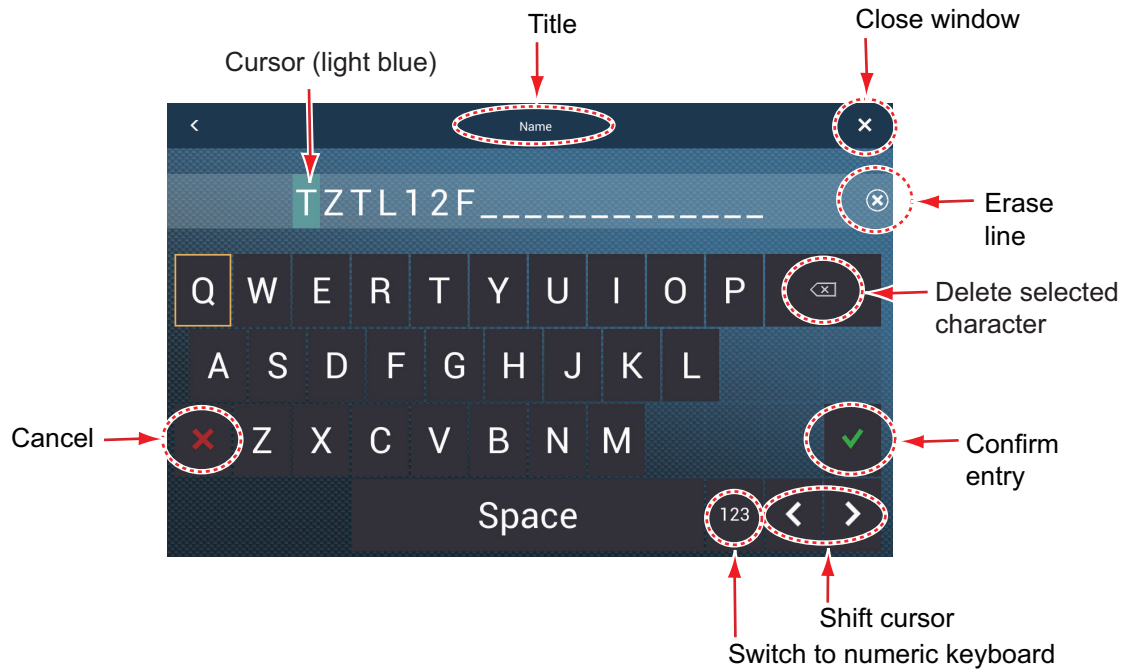 Title
Close window
Cursor (light blue)
Name
TZTL12F_____________
Erase
line
Q W E R T Y U I O P
Delete selected
character
A S D F G H J K L
Cancel
Z X C V B N M
Confirm
entry
Space
123
Shift cursor
Switch to numeric keyboard